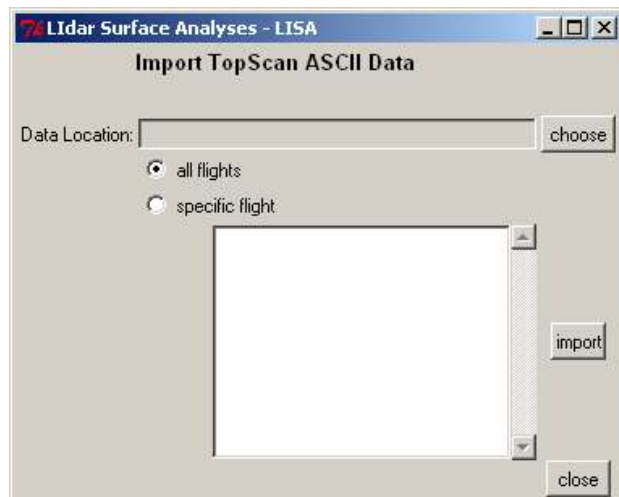 LIdar Surface Analyses - LISA
Import TopScan ASCII Data
Data Location:
choose
all flights
specific flight
import
close